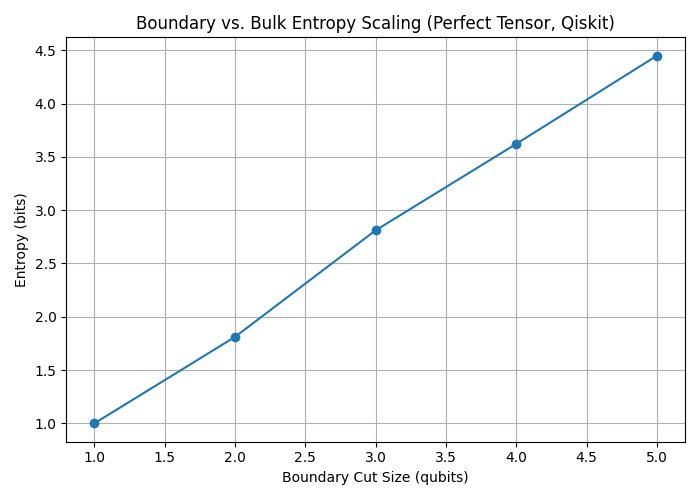 Boundary vs. Bulk Entropy Scaling (Perfect Tensor, Qiskit)
4.5
4.0
3.5
3.0
2.5
2.0
1.5
1.0
Entropy (bits)
1.0 1.5 2.0 2.5 3.0 3.5 4.0 4.5 5.0
Boundary Cut Size (qubits)